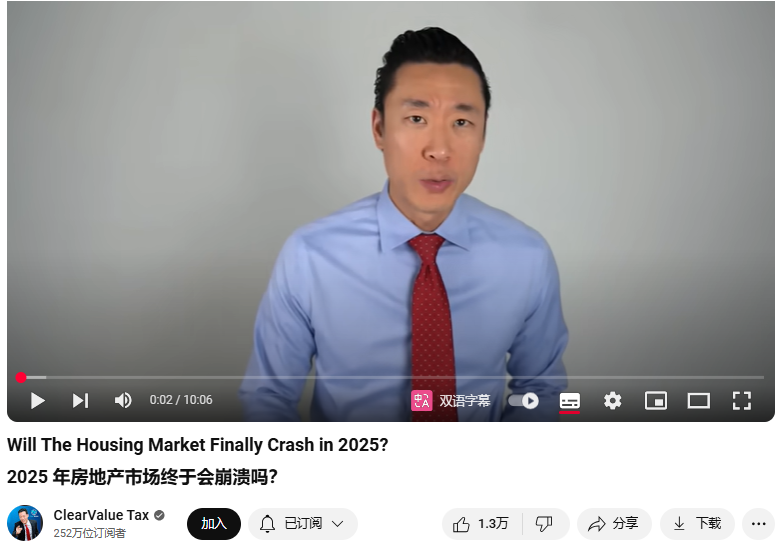 中 A
0:02 / 10:06
双语字幕
Will The Housing Market Finally Crash in 2025?
2025 年房地产市场终于会崩溃吗?
ClearValue Tax
252万位订阅者
加入
已订阅
1.3万
分享
下载